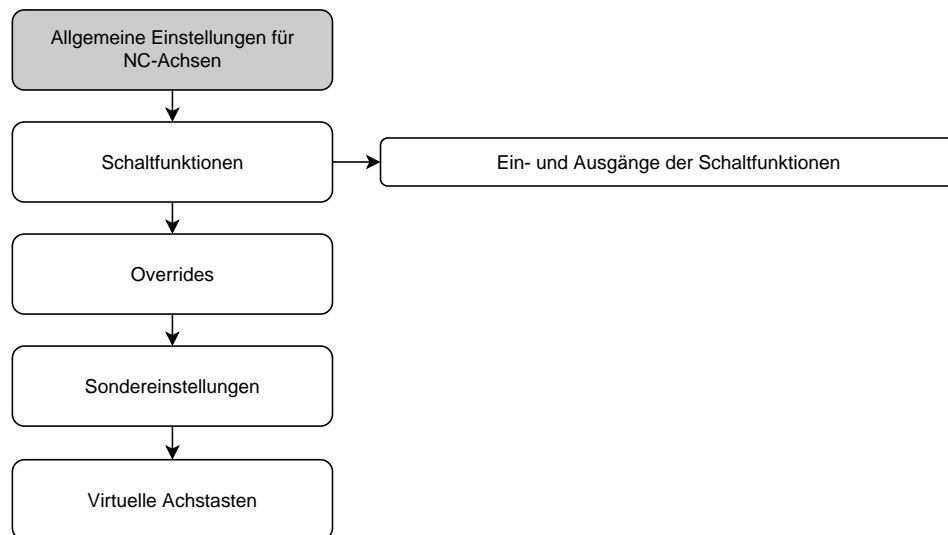 Allgemeine Einstellungen für
NC-Achsen
Schaltfunktionen
Ein- und Ausgänge der Schaltfunktionen
Overrides
Sondereinstellungen
Virtuelle Achstasten